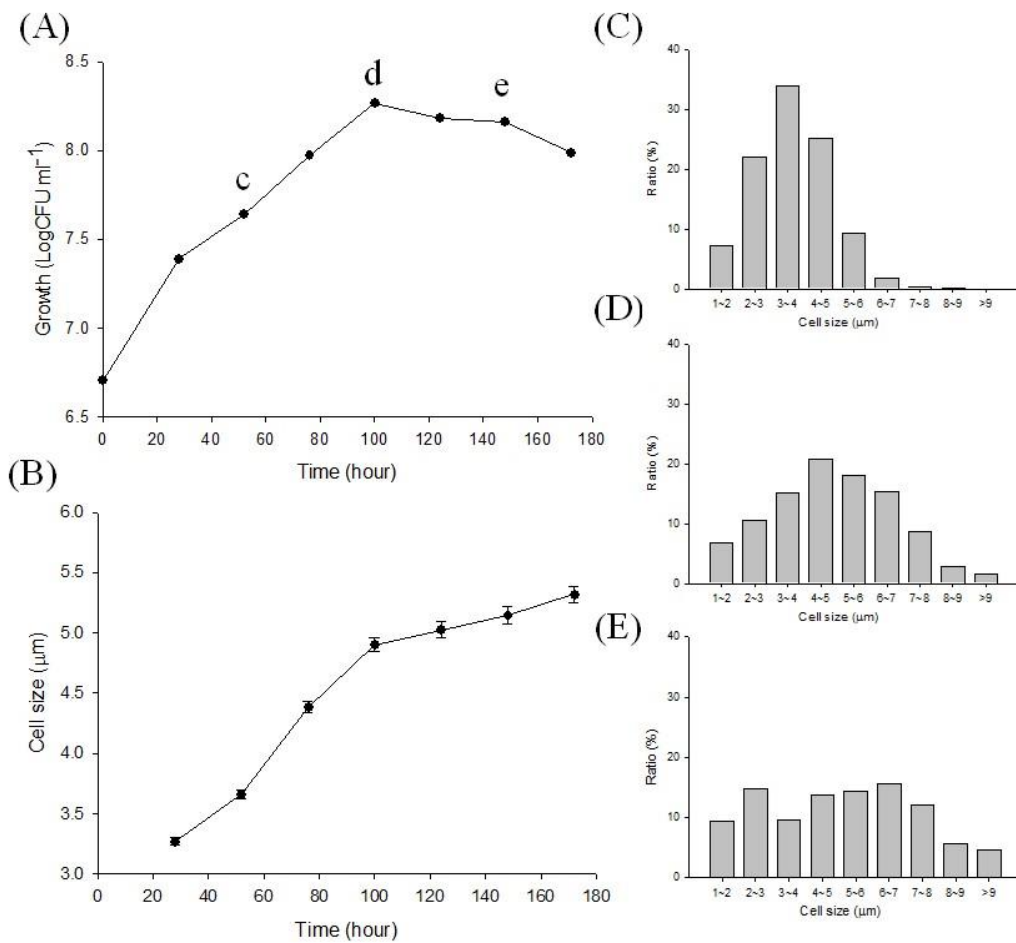 (A)
8.5
8.0
7.5
7.0
6.5
Growth (LogCFU ml⁻¹)
c
d
e
0 20 40 60 80 100 120 140 160 180
Time (hour)
(B)
6.0
5.5
5.0
4.5
4.0
3.5
3.0
Cell size (μm)
0 20 40 60 80 100 120 140 160 180
Time (hour)
(C)
40
30
20
10
0
Ratio (%)
1~2 2~3 3~4 4~5 5~6 6~7 7~8 8~9 >9
Cell size (μm)
(D)
40
30
20
10
0
Ratio (%)
1~2 2~3 3~4 4~5 5~6 6~7 7~8 8~9 >9
Cell size (μm)
(E)
40
30
20
10
0
Ratio (%)
1~2 2~3 3~4 4~5 5~6 6~7 7~8 8~9 >9
Cell size (μm)